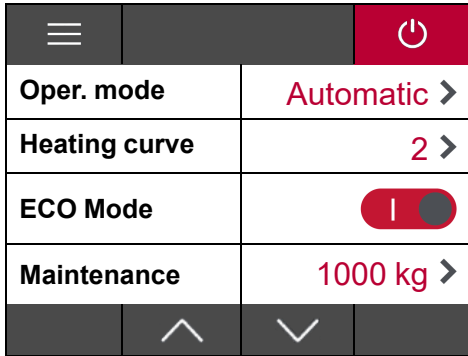 Oper. mode Automatic
Heating curve 2
ECO Mode I
Maintenance 1000 kg